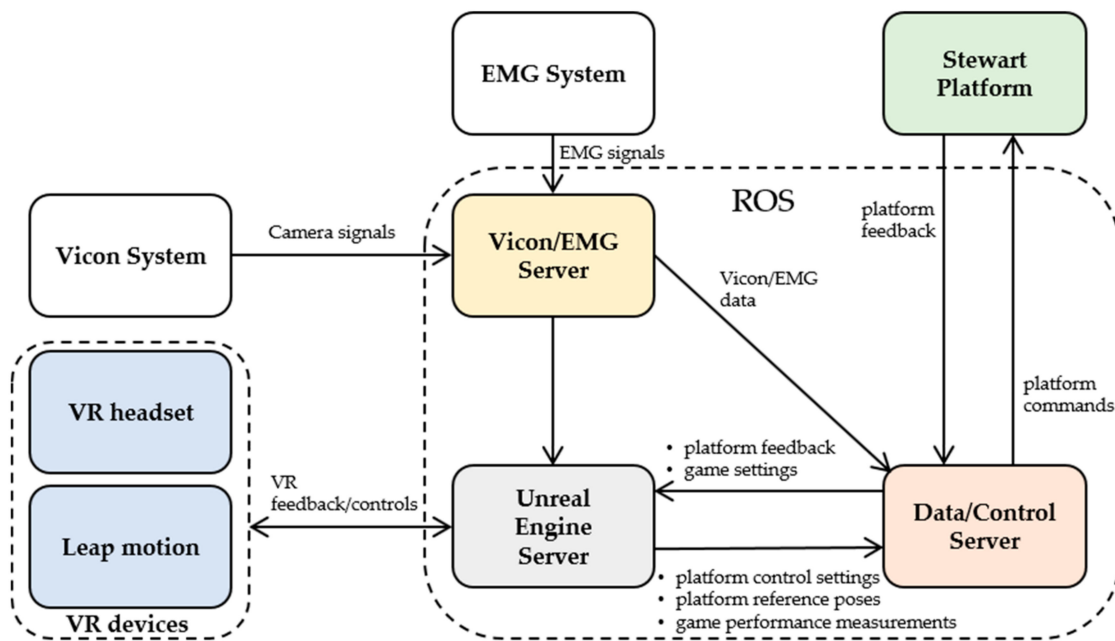 EMG System
Stewart
Platform
EMG signals
ROS
platform
feedback
Vicon System
Camera signals
Vicon/EMG
Server
Vicon/EMG
data
VR headset
platform
commands
• platform feedback
• game settings
VR
feedback/controls
Leap motion
Unreal
Engine
Server
Data/Control
Server
• platform control settings
• platform reference poses
• game performance measurements
VR devices